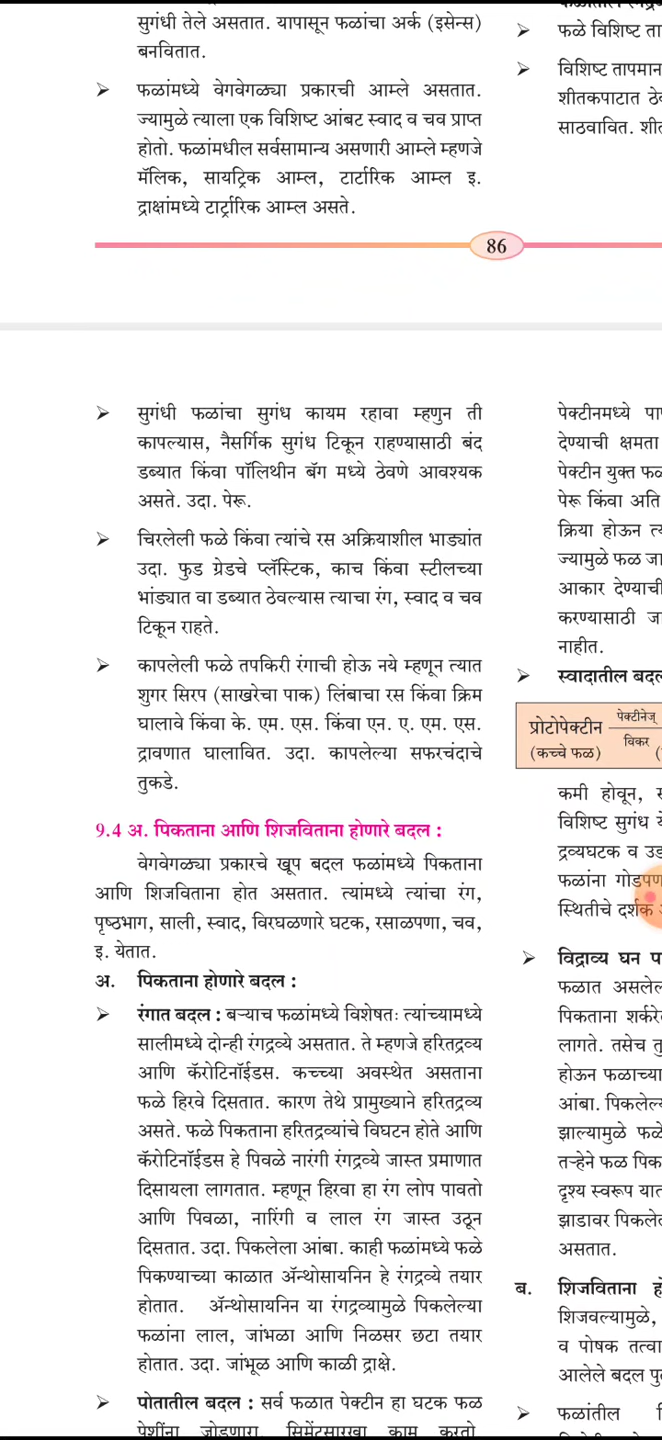 सुगंधी तेले असतात. यापासून फळांचा अर्क (इसेन्स)
बनवितात.
➢ फळांमध्ये वेगवेगळ्या प्रकारची आम्ले असतात.
ज्यामुळे त्याला एक विशिष्ट आंबट स्वाद व चव प्राप्त
होतो. फळांमधील सर्वसामान्य असणारी आम्ले म्हणजे
मॅलिक, सायट्रिक आम्ल, टार्टारिक आम्ल इ.
द्राक्षांमध्ये टार्ट्रारिक आम्ल असते.
➢ फळे विशिष्ट ता
➢ विशिष्ट तापमान
शीतकपाटात ठे
साठवावित. शीत
86
➢ सुगंधी फळांचा सुगंध कायम रहावा म्हणुन ती
कापल्यास, नैसर्गिक सुगंध टिकून राहण्यासाठी बंद
डब्यात किंवा पॉलिथीन बॅग मध्ये ठेवणे आवश्यक
असते. उदा. पेरू.
➢ चिरलेली फळे किंवा त्यांचे रस अक्रियाशील भाड्यांत
उदा. फुड ग्रेडचे प्लॅस्टिक, काच किंवा स्टीलच्या
भांड्यात वा डब्यात ठेवल्यास त्याचा रंग, स्वाद व चव
टिकून राहते.
➢ कापलेली फळे तपकिरी रंगाची होऊ नये म्हणून त्यात
शुगर सिरप (साखरेचा पाक) लिंबाचा रस किंवा क्रिम
घालावे किंवा के. एम. एस. किंवा एन. ए. एम. एस.
द्रावणात घालावित. उदा. कापलेल्या सफरचंदाचे
तुकडे.
9.4 अ. पिकताना आणि शिजविताना होणारे बदल :
वेगवेगळ्या प्रकारचे खूप बदल फळांमध्ये पिकताना
आणि शिजविताना होत असतात. त्यांमध्ये त्यांचा रंग,
पृष्ठभाग, साली, स्वाद, विरघळणारे घटक, रसाळपणा, चव,
इ. येतात.
अ. पिकताना होणारे बदल :
➢ रंगात बदल : बऱ्याच फळांमध्ये विशेषतः त्यांच्यामध्ये
सालीमध्ये दोन्ही रंगद्रव्ये असतात. ते म्हणजे हरितद्रव्य
आणि कॅरोटिनॉईडस. कच्च्या अवस्थेत असताना
फळे हिरवे दिसतात. कारण तेथे प्रामुख्याने हरितद्रव्य
असते. फळे पिकताना हरितद्रव्यांचे विघटन होते आणि
कॅरोटिनॉईडस हे पिवळे नारंगी रंगद्रव्ये जास्त प्रमाणात
दिसायला लागतात. म्हणून हिरवा हा रंग लोप पावतो
आणि पिवळा, नारिंगी व लाल रंग जास्त उठून
दिसतात. उदा. पिकलेला आंबा. काही फळांमध्ये फळे
पिकण्याच्या काळात ॲन्थोसायनिन हे रंगद्रव्ये तयार
होतात. ॲन्थोसायनिन या रंगद्रव्यामुळे पिकलेल्या
फळांना लाल, जांभळा आणि निळसर छटा तयार
होतात. उदा. जांभूळ आणि काळी द्राक्षे.
➢ पोतातील बदल : सर्व फळात पेक्टीन हा घटक फळ
पेशींना जोडणारा सिमेंटसारखा काम करतो
पेक्टीनमध्ये पा
देण्याची क्षमता
पेक्टीन युक्त फळ
पेरू किंवा अति
क्रिया होऊन त्
ज्यामुळे फळ जा
आकार देण्याची
करण्यासाठी ज
नाहीत.
➢ स्वादातील बदल
प्रोटोपेक्टीन पेक्टीनेज्
(कच्चे फळ) विकर (
कमी होवून, स
विशिष्ट सुगंध ये
द्रव्यघटक व उड
फळांना गोडपण
स्थितीचे दर्शक
➢ विद्राव्य घन प
फळात असलेल
पिकताना शर्करे
लागते. तसेच तु
होऊन फळाच्या
आंबा. पिकलेल्
झाल्यामुळे फळे
तऱ्हेने फळ पिक
दृश्य स्वरूप यात
झाडावर पिकलेल
असतात.
ब. शिजविताना ह
शिजवल्यामुळे,
व पोषक तत्वा
आलेले बदल पु
➢ फळांतील